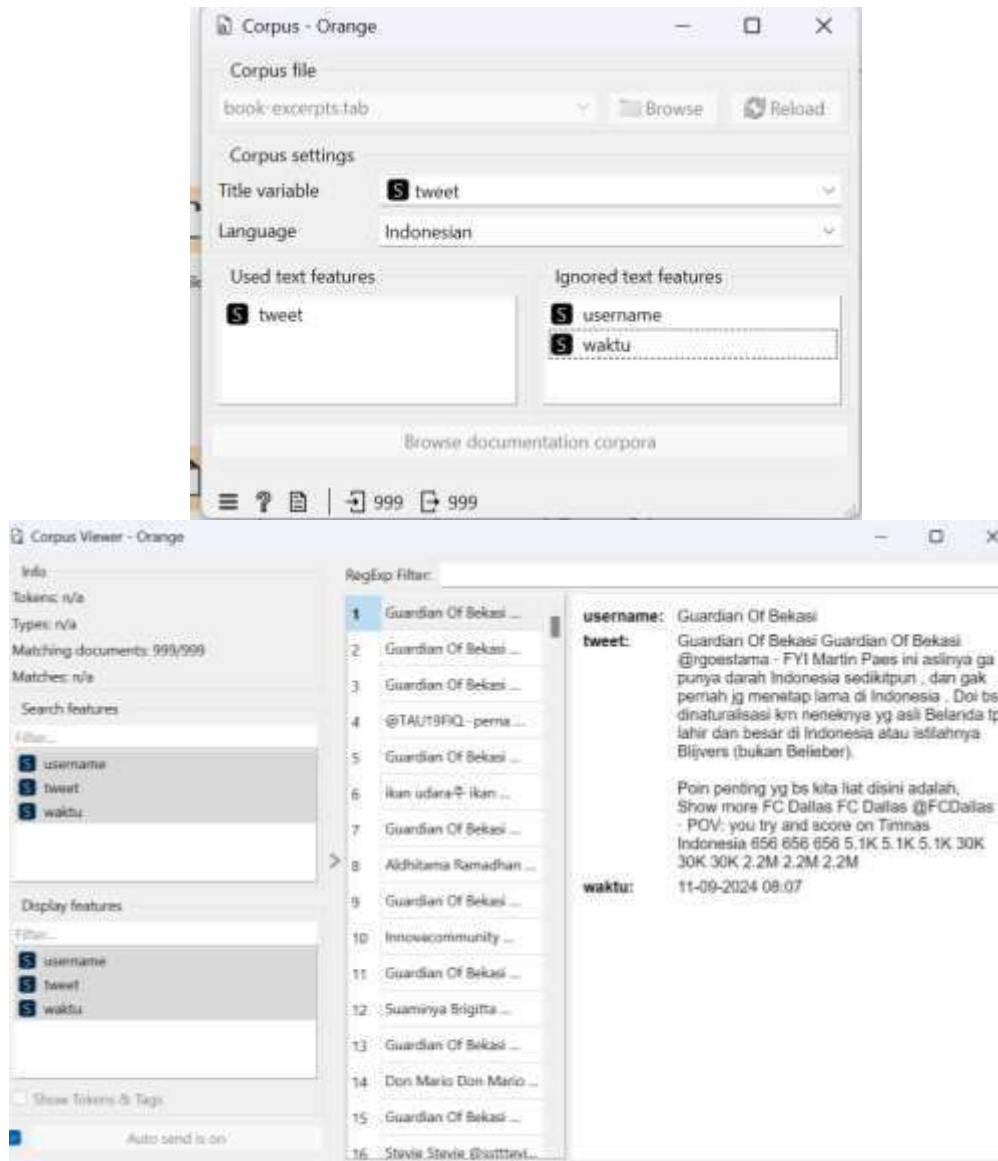 Corpus - Orange
Corpus file
book-excerpts.tab
Browse
Reload
Corpus settings
Title variable
S tweet
Language
Indonesian
Used text features
Ignored text features
S tweet
S username
S waktu
Browse documentation corpora
999
999
Corpus Viewer - Orange
Info
Tokens: n/a
Types: n/a
Matching documents: 999/999
Matches: n/a
Search features
Filter...
S username
S tweet
S waktu
Display features
Filter...
S username
S tweet
S waktu
Show Tokens & Tags
Auto send is on
RegExp Filter:
1 Guardian Of Bekasi ...
2 Guardian Of Bekasi ...
3 Guardian Of Bekasi ...
4 @TAU19FIQ - perna ...
5 Guardian Of Bekasi ...
6 ikan udara ikan ...
7 Guardian Of Bekasi ...
8 Aldhitama Ramadhan ...
9 Guardian Of Bekasi ...
10 Innovecommunity ...
11 Guardian Of Bekasi ...
12 Suaminya Brigitta ...
13 Guardian Of Bekasi ...
14 Don Mario Don Mario ...
15 Guardian Of Bekasi ...
16 Stevie Stevie
username: Guardian Of Bekasi
tweet: Guardian Of Bekasi Guardian Of Bekasi
@rgoestama - FYI Martin Paes ini aslinya ga
punya darah Indonesia sedikitpun , dan gak
pernah jg menetap lama di Indonesia . Doi bs
dinaturalisasi krn neneknya yg asli Belanda tp
lahir dan besar di Indonesia atau istilahnya
Blijvers (bukan Belieber).
Poin penting yg bs kita liat disini adalah,
Show more FC Dallas FC Dallas @FCDallas
- POV: you try and score on Timnas
Indonesia 656 656 656 5.1K 5.1K 5.1K 30K
30K 30K 2.2M 2.2M 2.2M
waktu: 11-09-2024 08:07